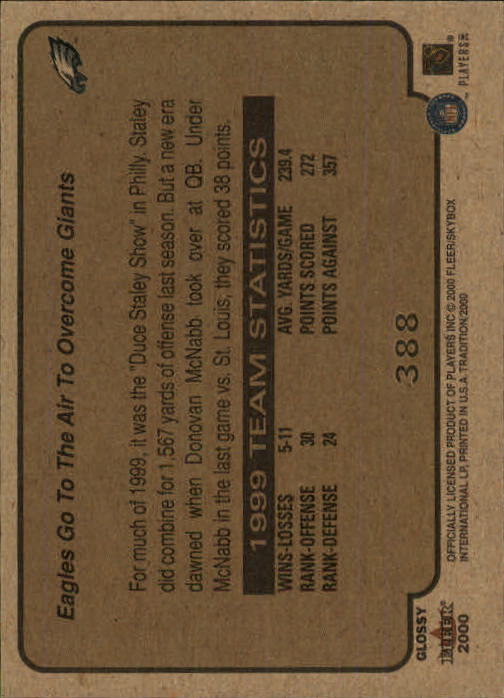 Eagles Go To The Air To Overcome Giants
For much of 1999, it was the "Duce Staley Show" in Philly. Staley
did combine for 1,567 yards of offense last season. But a new era
dawned when Donovan McNabb took over at QB. Under
McNabb in the last game vs. St. Louis, they scored 38 points.
1999 TEAM STATISTICS
WINS-LOSSES 5-11 AVG. YARDS/GAME 239.4
RANK-OFFENSE 30 POINTS SCORED 272
RANK-DEFENSE 24 POINTS AGAINST 357
388
GLOSSY
FLEER
2000
OFFICIALLY LICENSED PRODUCT OF PLAYERS INC © 2000 FLEER/SKYBOX
INTERNATIONAL LP, PRINTED IN U.S.A. TRADITION/2000
NFL
PLAYERS INC